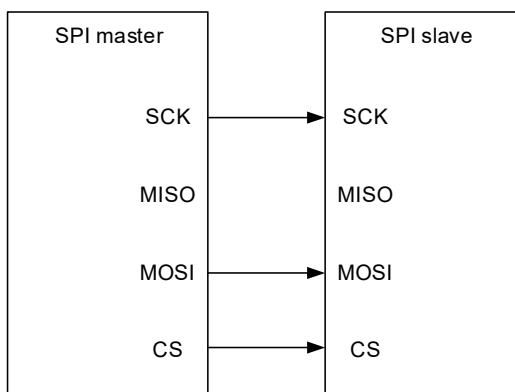 SPI master
SPI slave
SCK
SCK
MISO
MISO
MOSI
MOSI
CS
CS